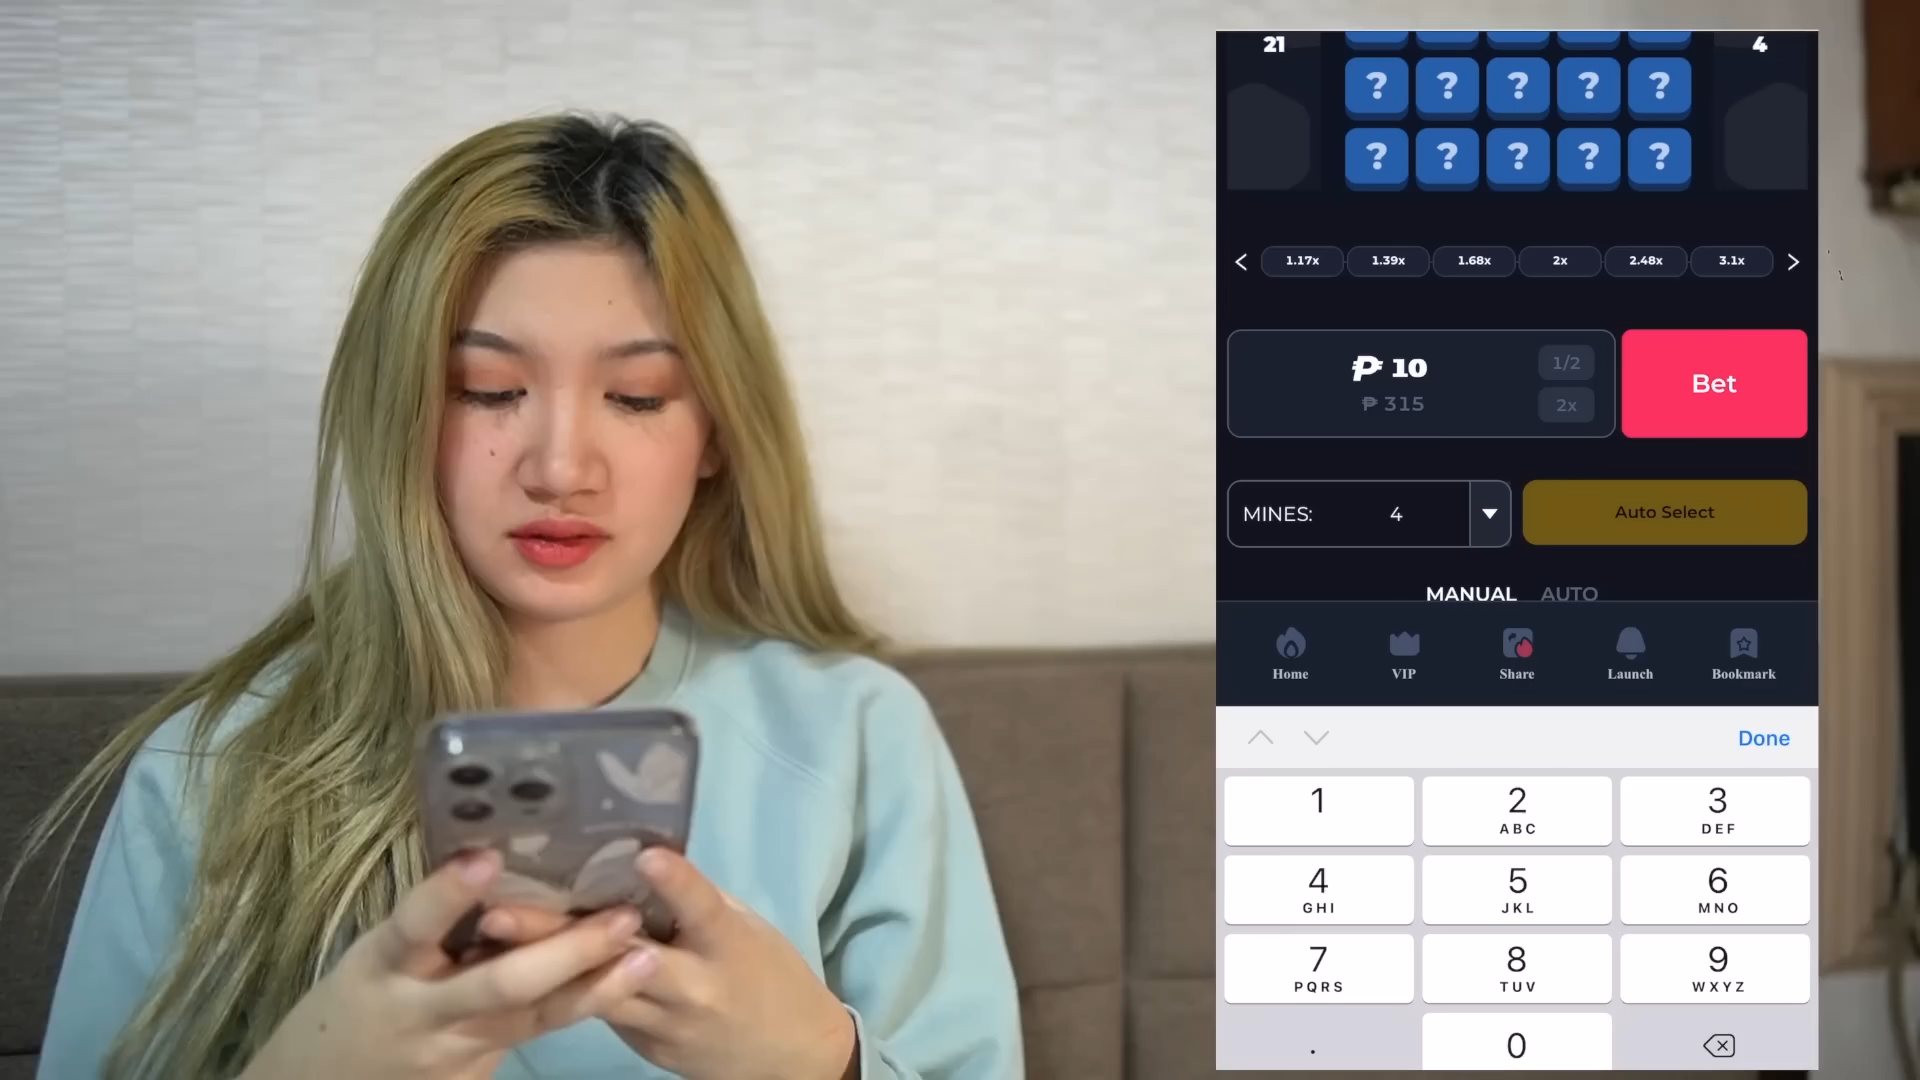 21 4
? ? ? ? ?
? ? ? ? ?
< 1.17x 1.39x 1.68x 2x 2.48x 3.1x >
₱ 10 1/2
₱ 315 2x
Bet
MINES: 4
Auto Select
MANUAL AUTO
Home VIP Share Launch Bookmark
Done
1 2 3
ABC DEF
4 5 6
GHI JKL MNO
7 8 9
PQRS TUV WXYZ
. 0